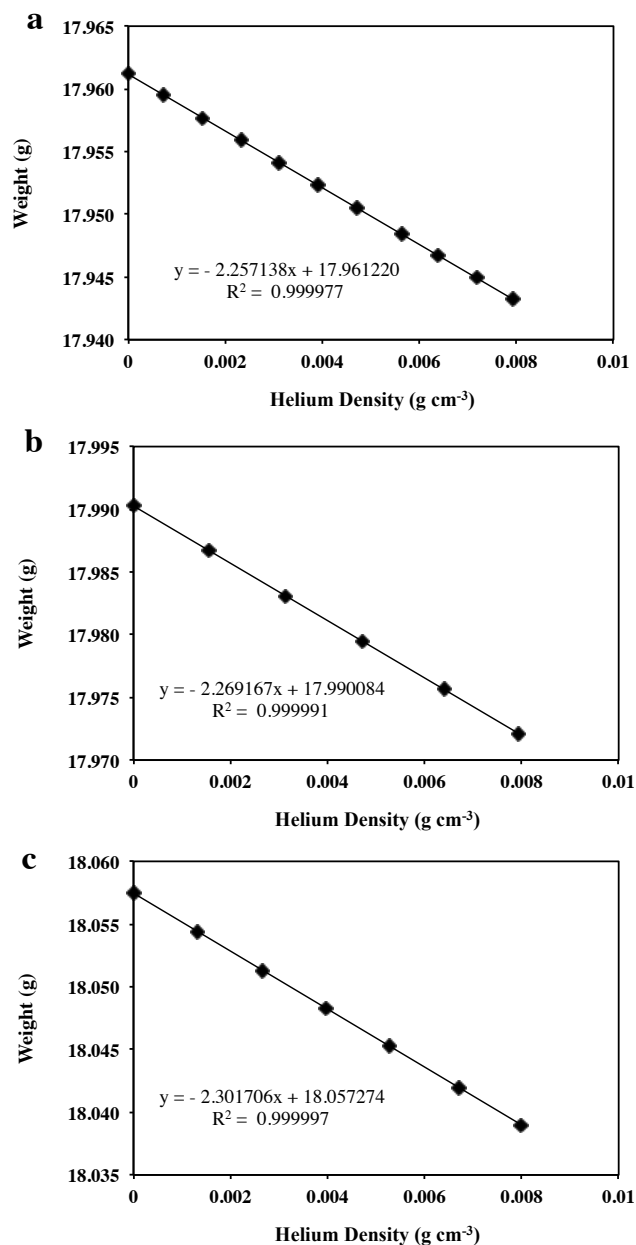 a
17.965
17.960
17.955
17.950
17.945
17.940
Weight (g)
y = - 2.257138x + 17.961220
R² = 0.999977
0 0.002 0.004 0.006 0.008 0.01
Helium Density (g cm⁻³)
b
17.995
17.990
17.985
17.980
17.975
17.970
Weight (g)
y = - 2.269167x + 17.990084
R² = 0.999991
0 0.002 0.004 0.006 0.008 0.01
Helium Density (g cm⁻³)
c
18.060
18.055
18.050
18.045
18.040
18.035
Weight (g)
y = - 2.301706x + 18.057274
R² = 0.999997
0 0.002 0.004 0.006 0.008 0.01
Helium Density (g cm⁻³)